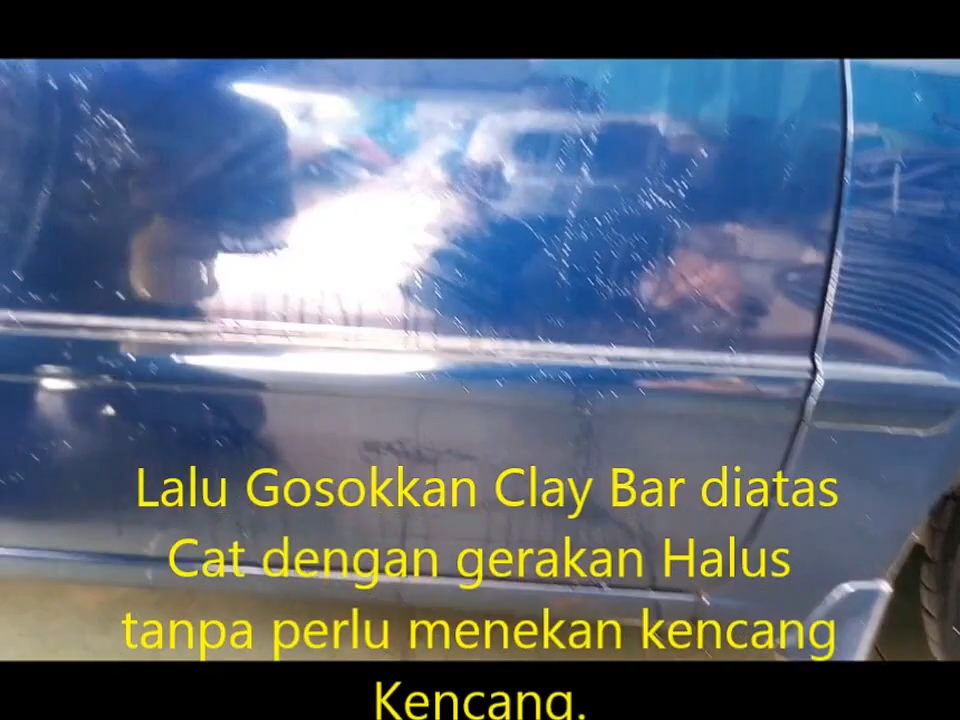 Lalu Gosokkan Clay Bar diatas
Cat dengan gerakan Halus
tanpa perlu menekan kencang
Kencang.